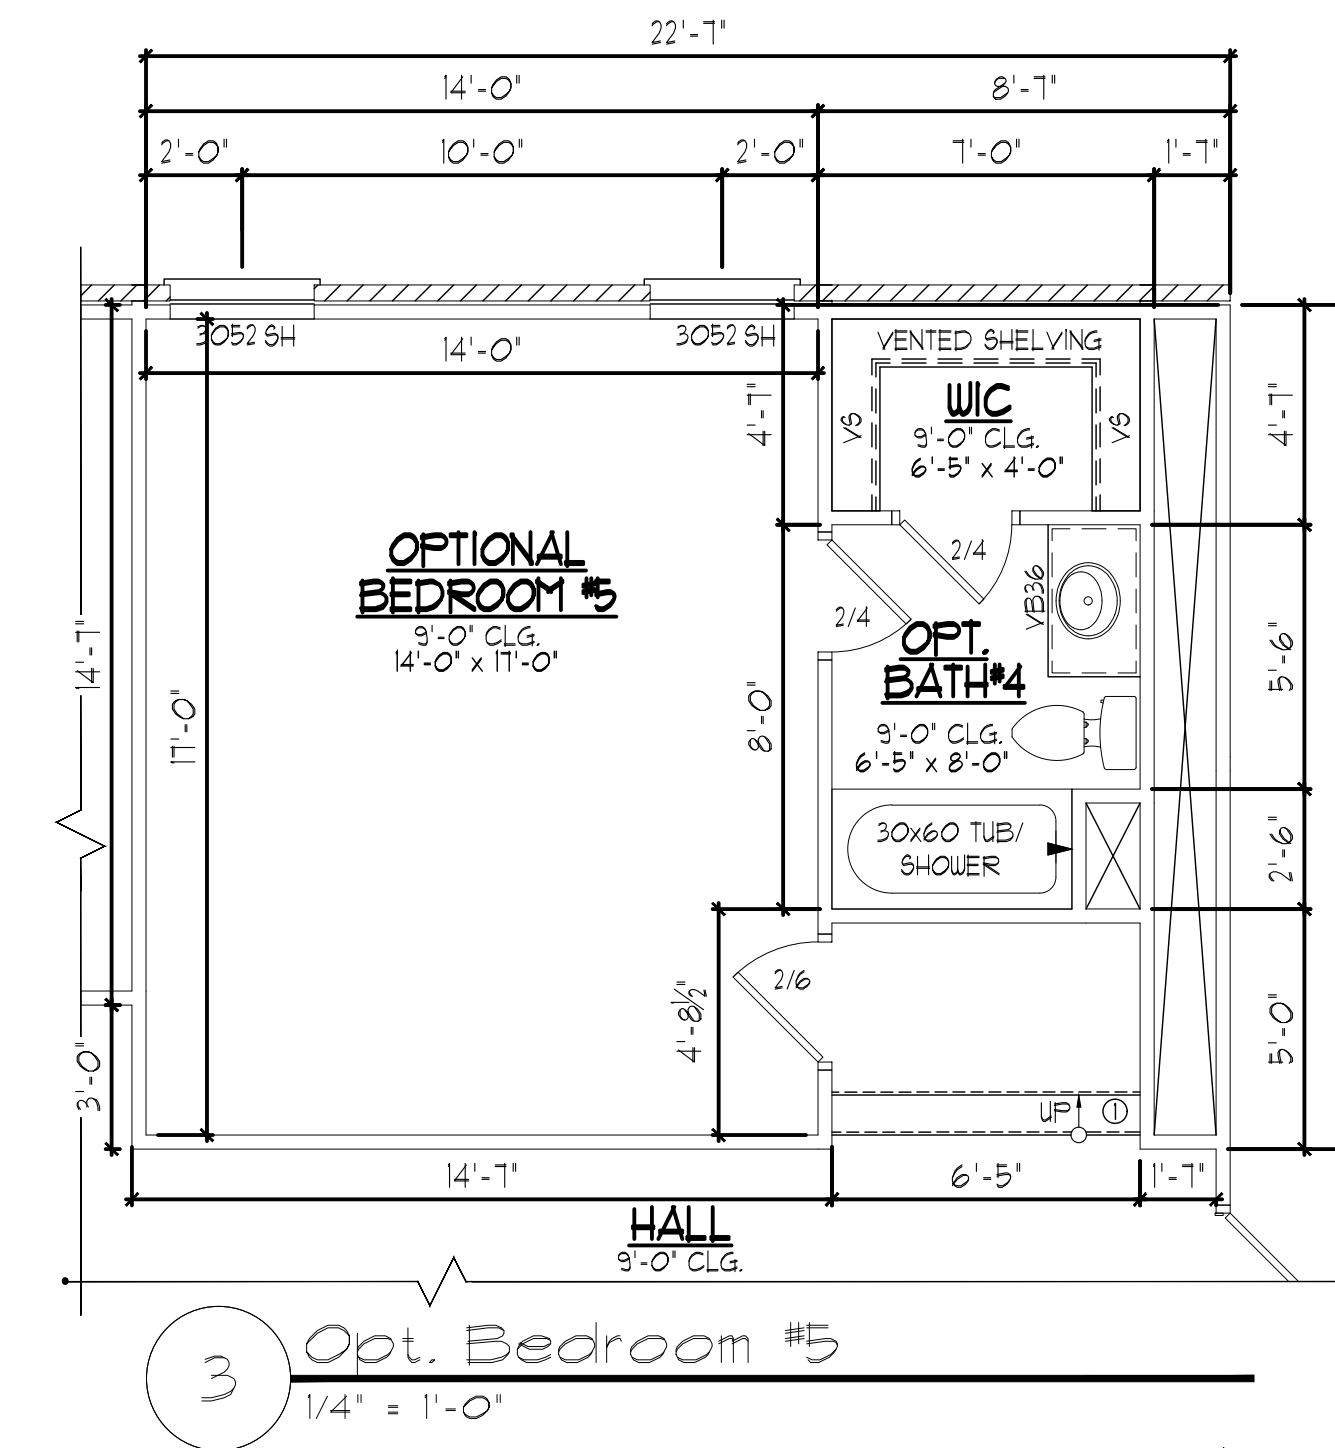 22'-7"
14'-0"
8'-7"
2'-0"
10'-0"
2'-0"
7'-0"
1'-7"
3052 SH
3052 SH
14'-0"
VENTED SHELVING
WIC
9'-0" CLG.
6'-5" x 4'-0"
VS
VS
4'-7"
4'-7"
OPTIONAL
BEDROOM #5
9'-0" CLG.
14'-0" x 17'-0"
2/4
2/4
VB36
OPT.
BATH#4
9'-0" CLG.
6'-5" x 8'-0"
14'-7"
17'-0"
8'-0"
5'-6"
30x60 TUB/
SHOWER
2'-6"
2/6
4'-8½"
5'-0"
3'-0"
UP
1
14'-7"
6'-5"
1'-7"
HALL
9'-0" CLG.
3
Opt. Bedroom #5
1/4" = 1'-0"